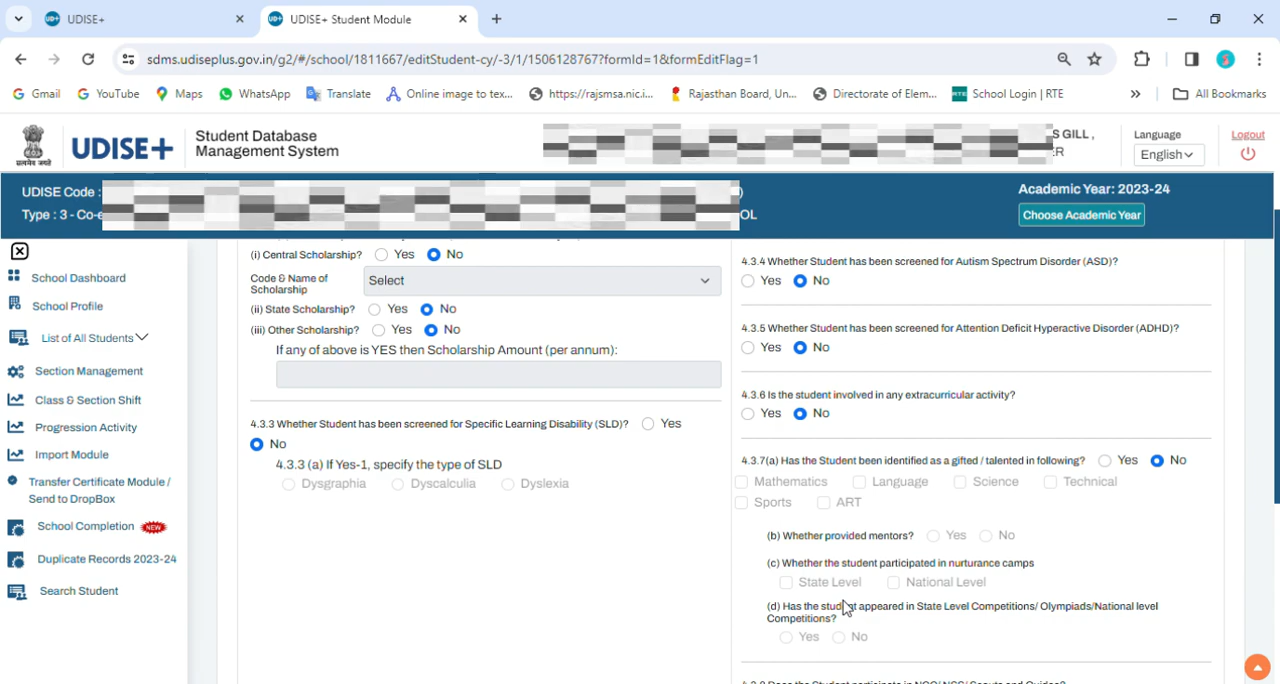 UDISE+
UDISE+ Student Module
sdms.udiseplus.gov.in/g2/#/school/1811667/editStudent-cy/-3/1/1506128767?formId=1&formEditFlag=1
Gmail
YouTube
Maps
WhatsApp
Translate
Online image to tex...
https://rajsmsa.nic.i...
Rajasthan Board, Un...
Directorate of Elem...
RTE
School Login | RTE
»
All Bookmarks
सत्यमेव जयते
UDISE+
Student Database
Management System
S GILL ,
Language
English
Logout
UDISE Code :
Type : 3 - Co-e
OL
Academic Year: 2023-24
Choose Academic Year
School Dashboard
School Profile
List of All Students
Section Management
Class & Section Shift
Progression Activity
Import Module
Transfer Certificate Module /
Send to DropBox
School Completion NEW
Duplicate Records 2023-24
Search Student
(i) Central Scholarship? Yes No
Code & Name of
Scholarship
Select
(ii) State Scholarship? Yes No
(iii) Other Scholarship? Yes No
If any of above is YES then Scholarship Amount (per annum):
4.3.3 Whether Student has been screened for Specific Learning Disability (SLD)? Yes
No
4.3.3 (a) If Yes-1, specify the type of SLD
Dysgraphia Dyscalculia Dyslexia
4.3.4 Whether Student has been screened for Autism Spectrum Disorder (ASD)?
Yes No
4.3.5 Whether Student has been screened for Attention Deficit Hyperactive Disorder (ADHD)?
Yes No
4.3.6 Is the student involved in any extracurricular activity?
Yes No
4.3.7(a) Has the Student been identified as a gifted / talented in following? Yes No
Mathematics Language Science Technical
Sports ART
(b) Whether provided mentors? Yes No
(c) Whether the student participated in nurturance camps
State Level National Level
(d) Has the student appeared in State Level Competitions/ Olympiads/National level
Competitions?
Yes No